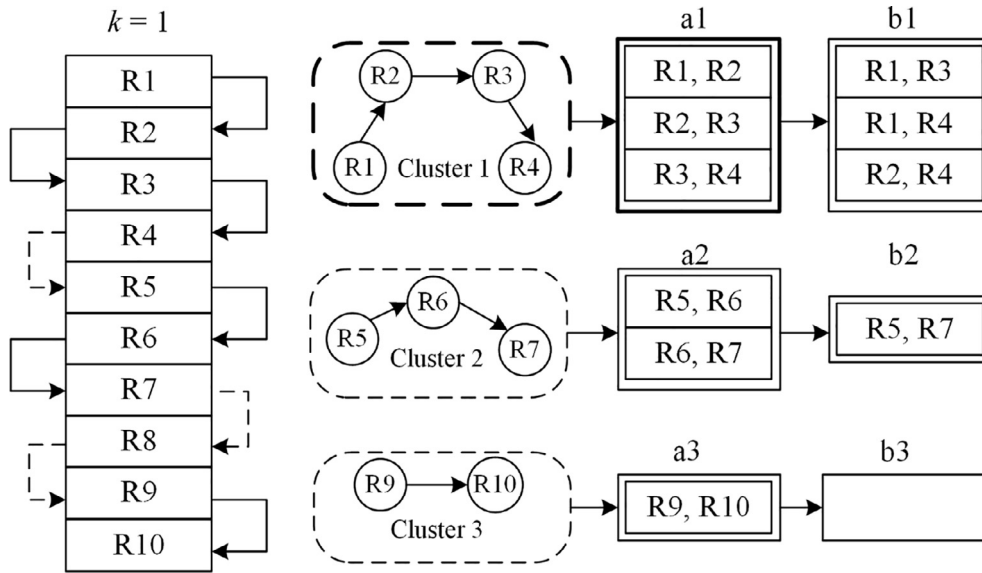 k = 1
R1
R2
R3
R4
R5
R6
R7
R8
R9
R10
R2
R3
R1
Cluster 1
R4
a1
R1, R2
R2, R3
R3, R4
b1
R1, R3
R1, R4
R2, R4
R6
R5
Cluster 2
R7
a2
R5, R6
R6, R7
b2
R5, R7
R9
R10
Cluster 3
a3
R9, R10
b3